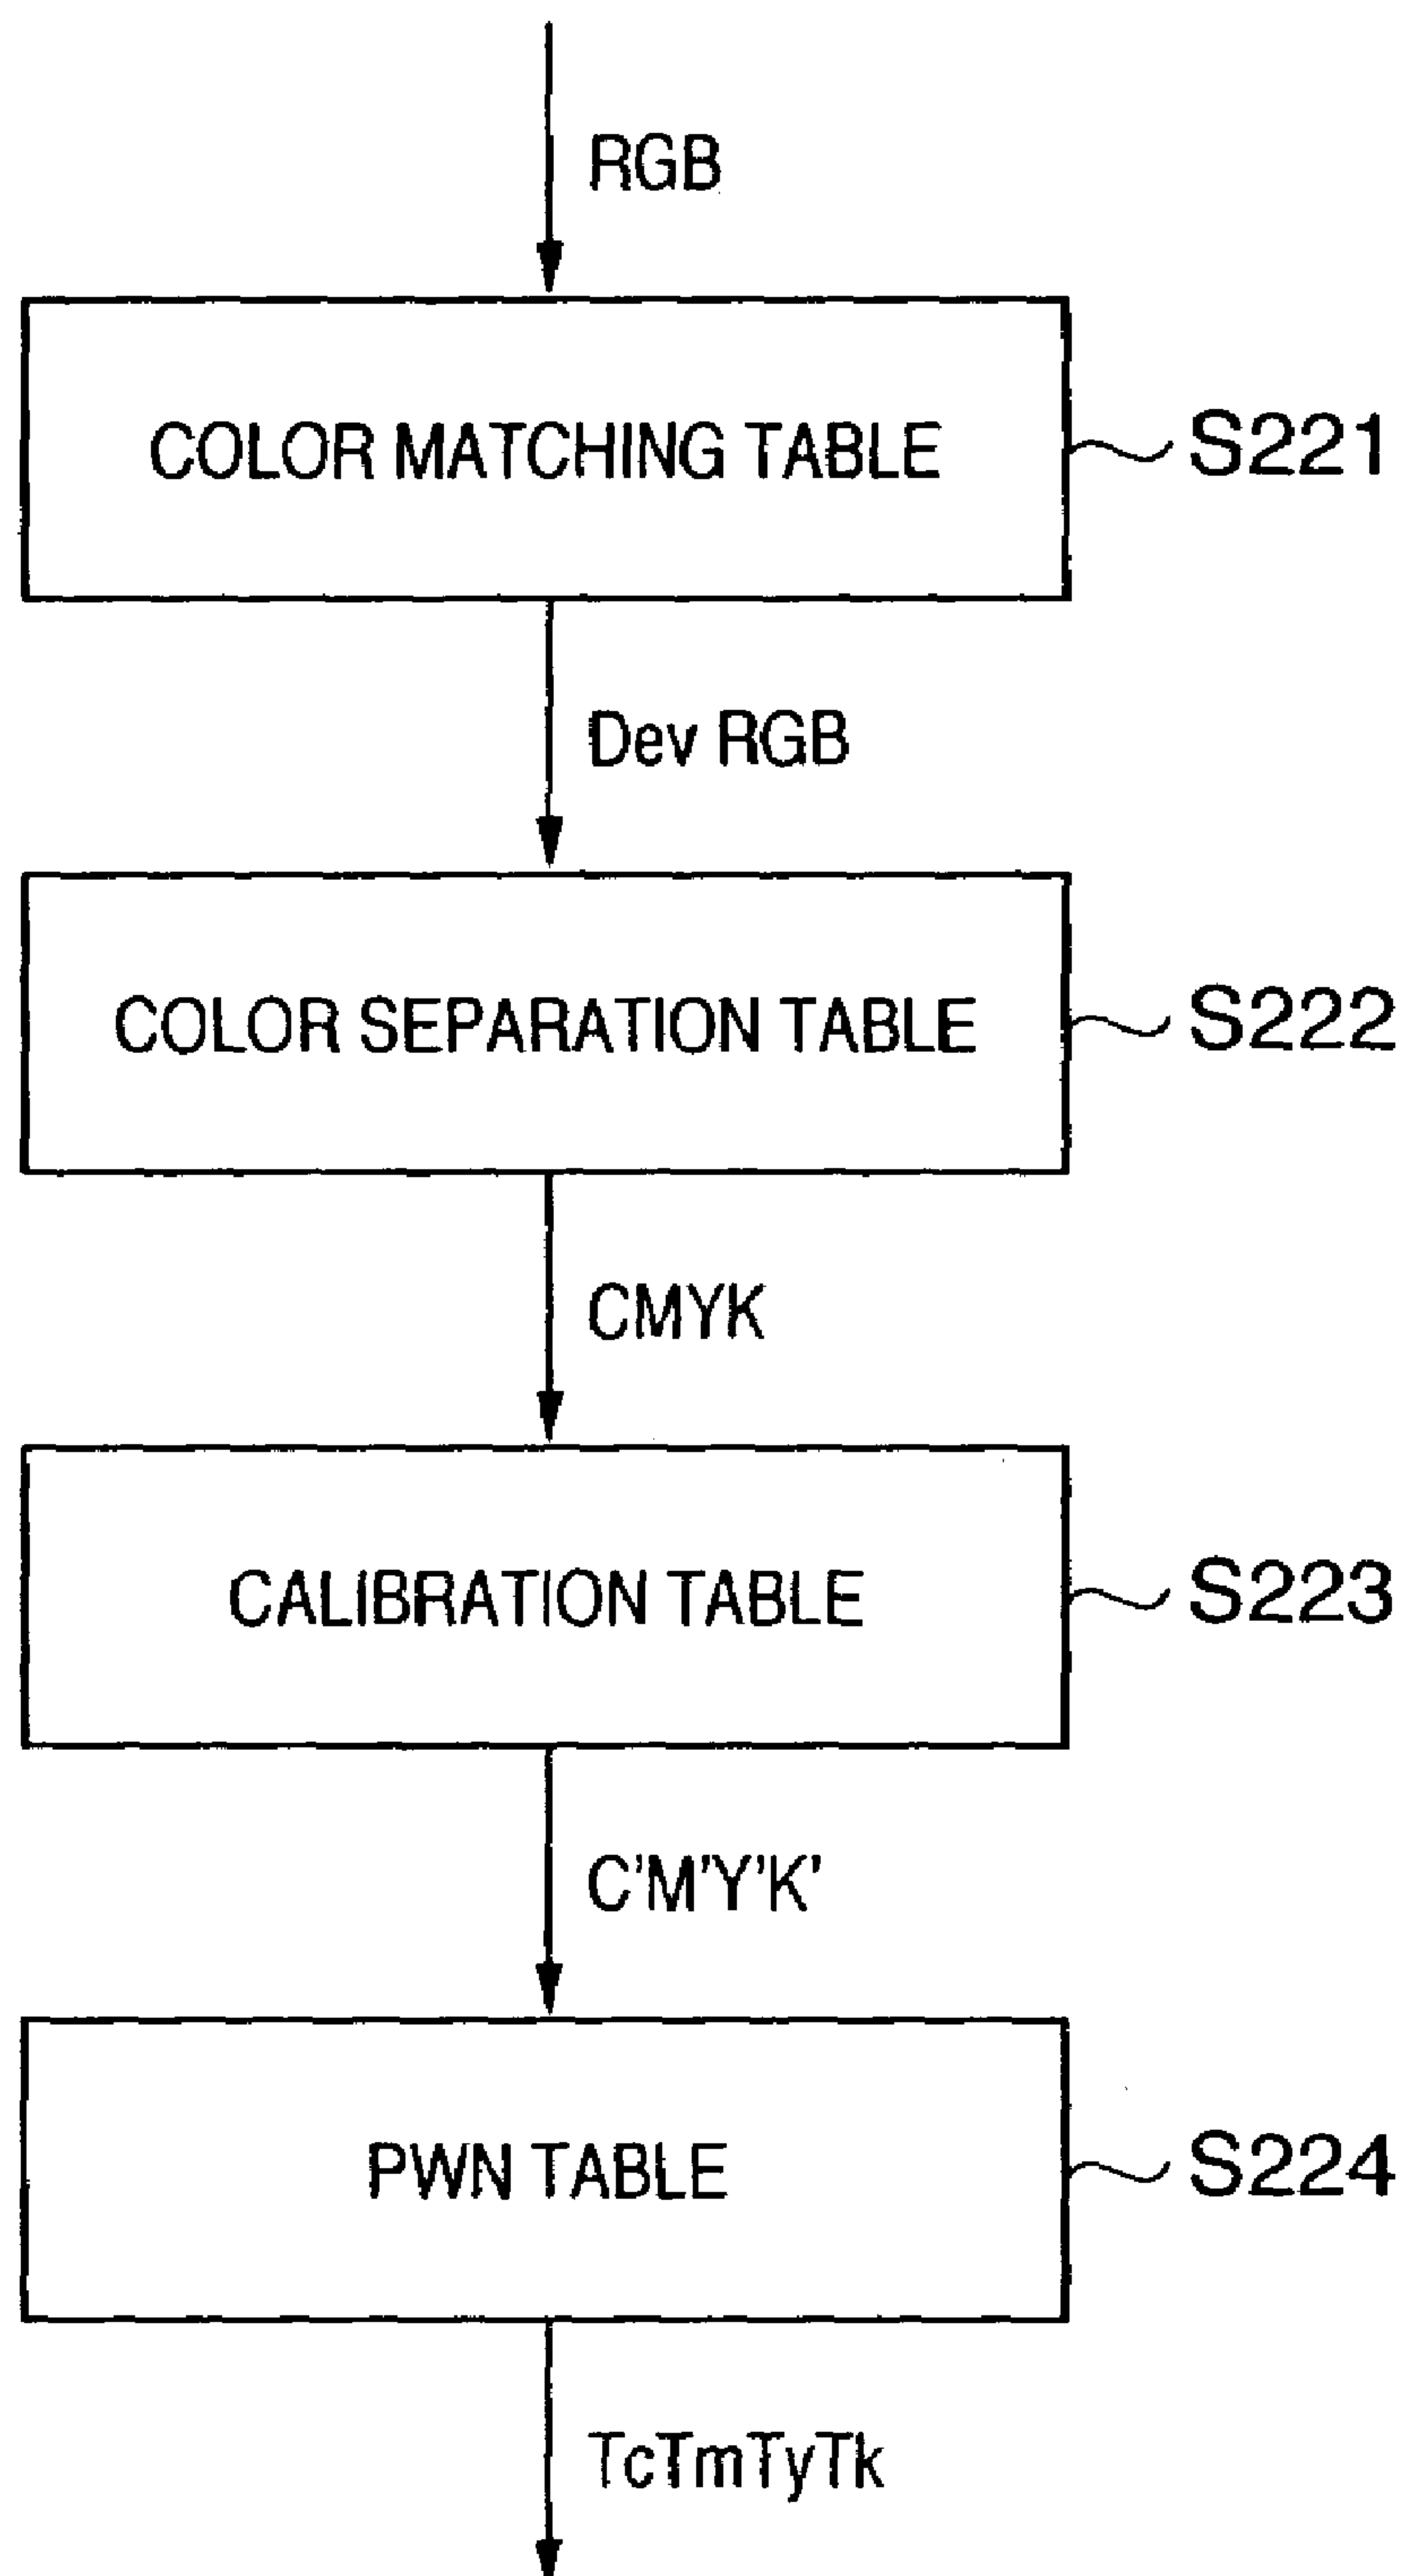 RGB
COLOR MATCHING TABLE
S221
Dev RGB
COLOR SEPARATION TABLE
S222
CMYK
CALIBRATION TABLE
S223
C'M'Y'K'
PWN TABLE
S224
TcTmTyTk